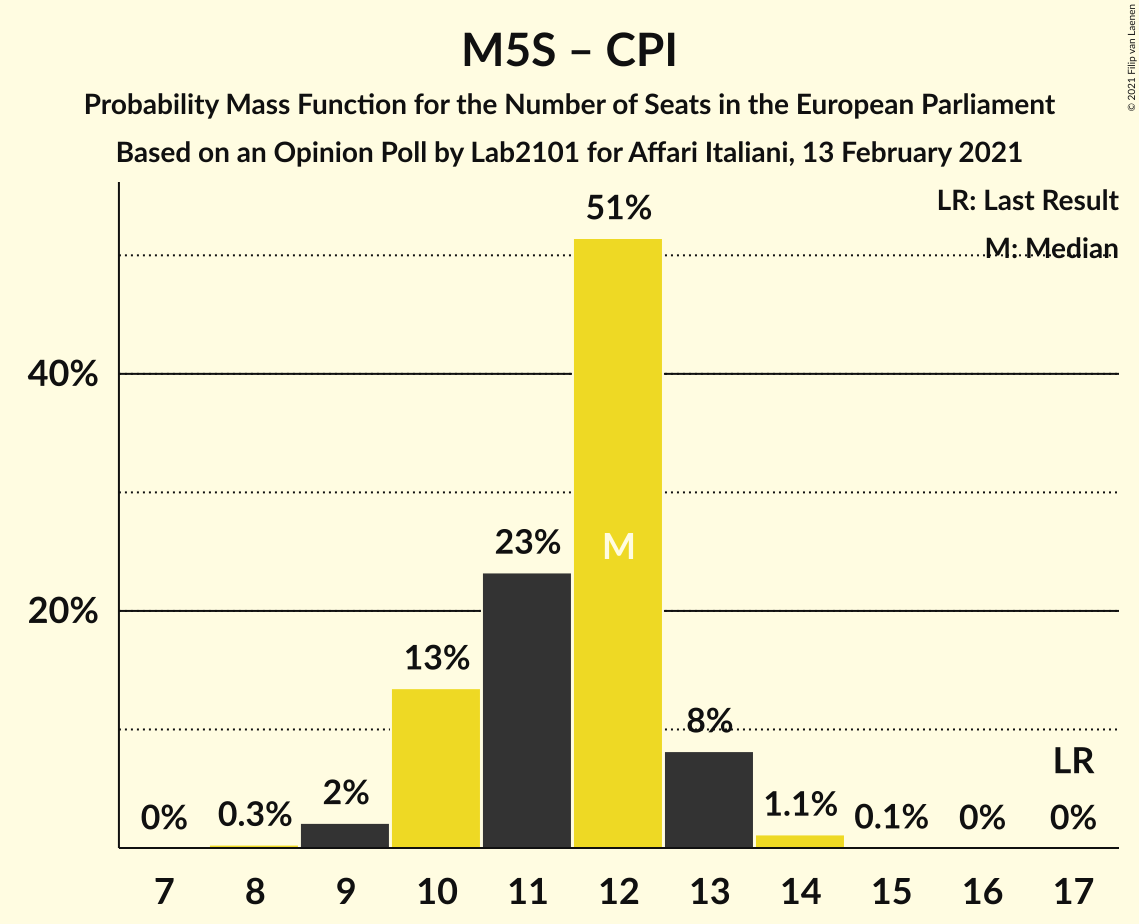 M5S – CPI
Probability Mass Function for the Number of Seats in the European Parliament
Based on an Opinion Poll by Lab2101 for Affari Italiani, 13 February 2021
© 2021 Filip van Laenen
LR: Last Result
M: Median
40%
20%
0%
0.3%
2%
13%
23%
51%
M
8%
1.1%
0.1%
0%
LR
0%
7 8 9 10 11 12 13 14 15 16 17